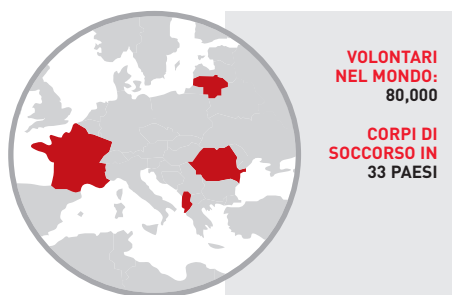 VOLONTARI
NEL MONDO:
80,000
CORPI DI
SOCCORSO IN
33 PAESI